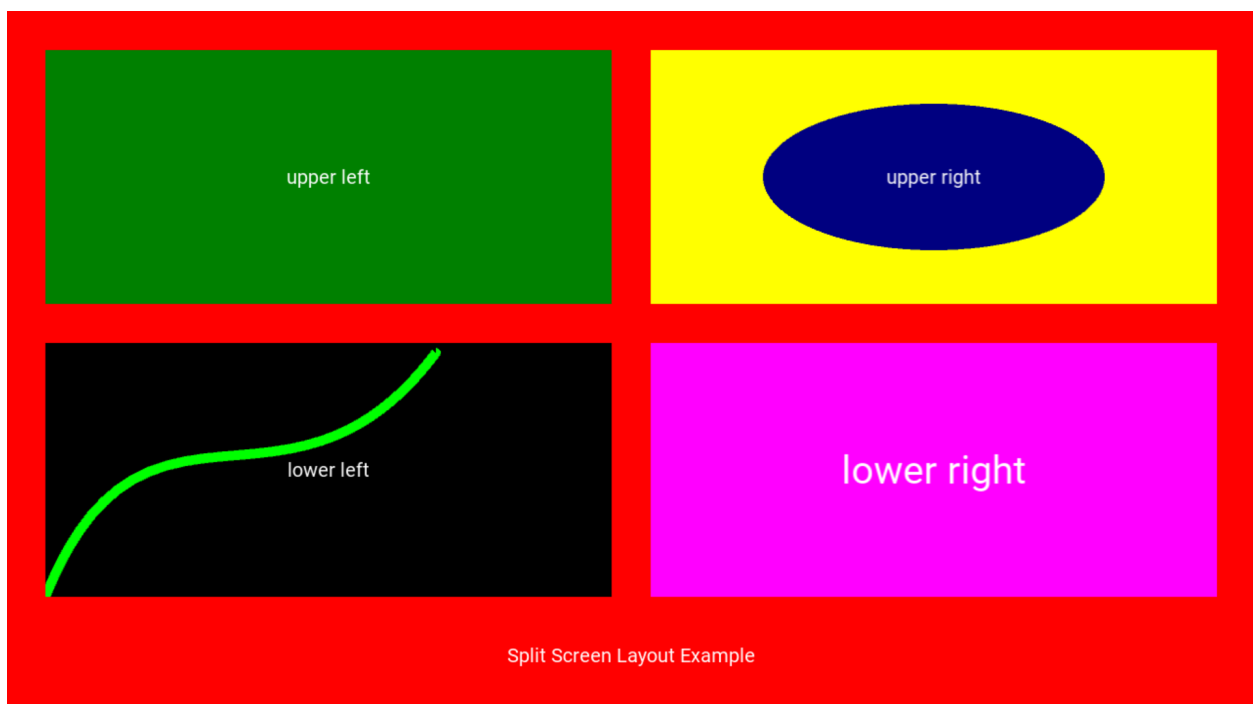 upper left
upper right
lower left
lower right
Split Screen Layout Example